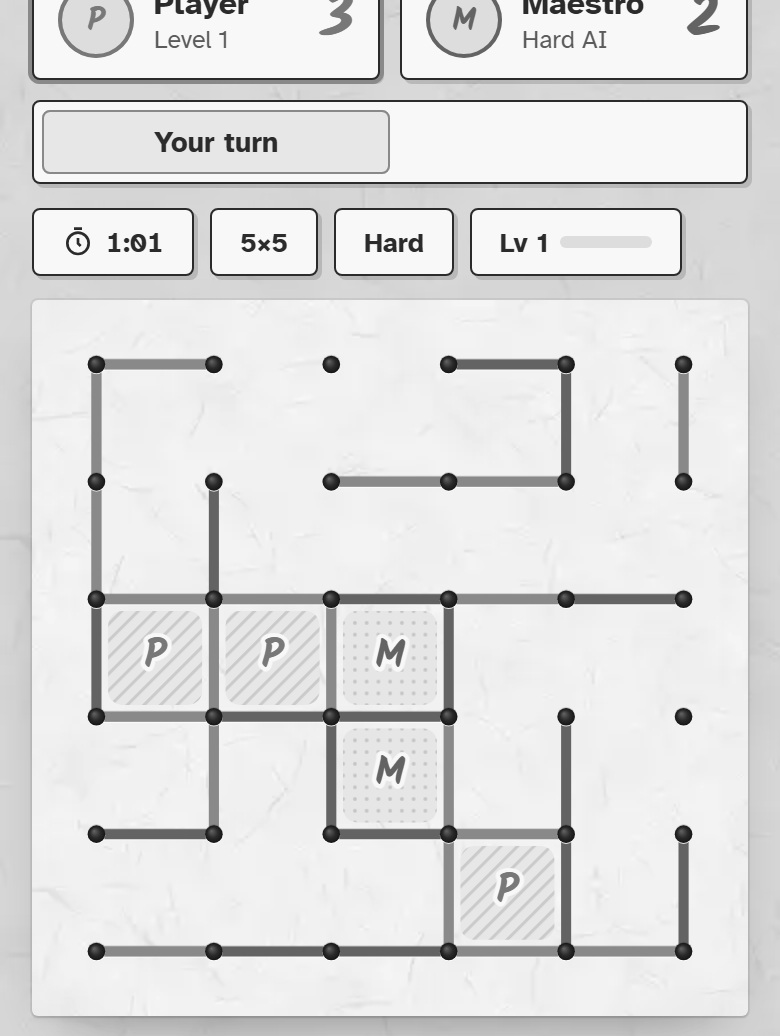 P Player 3
Level 1
M Maestro 2
Hard AI
Your turn
1:01 5×5 Hard Lv 1
P P M
M
P